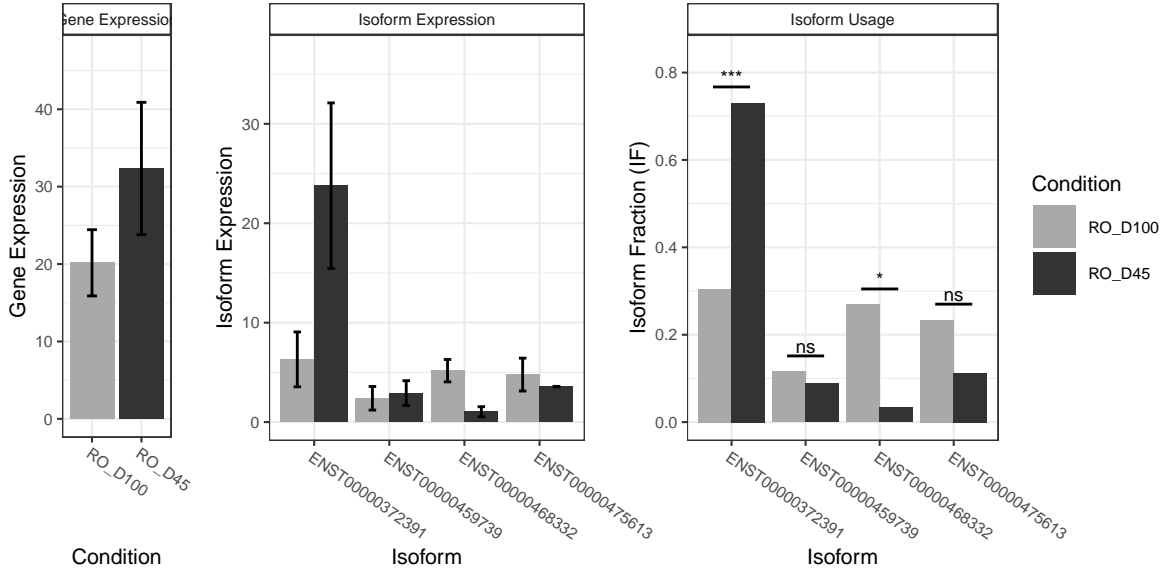 Gene Expression
Gene Expression
40
30
20
10
0
RO_D100
RO_D45
Condition
Isoform Expression
Isoform Expression
30
20
10
0
ENST00000372391
ENST00000459739
ENST00000468332
ENST00000475613
Isoform
Isoform Usage
Isoform Fraction (IF)
0.8
0.6
0.4
0.2
0.0
***
ns
*
ns
ENST00000372391
ENST00000459739
ENST00000468332
ENST00000475613
Isoform
Condition
RO_D100
RO_D45